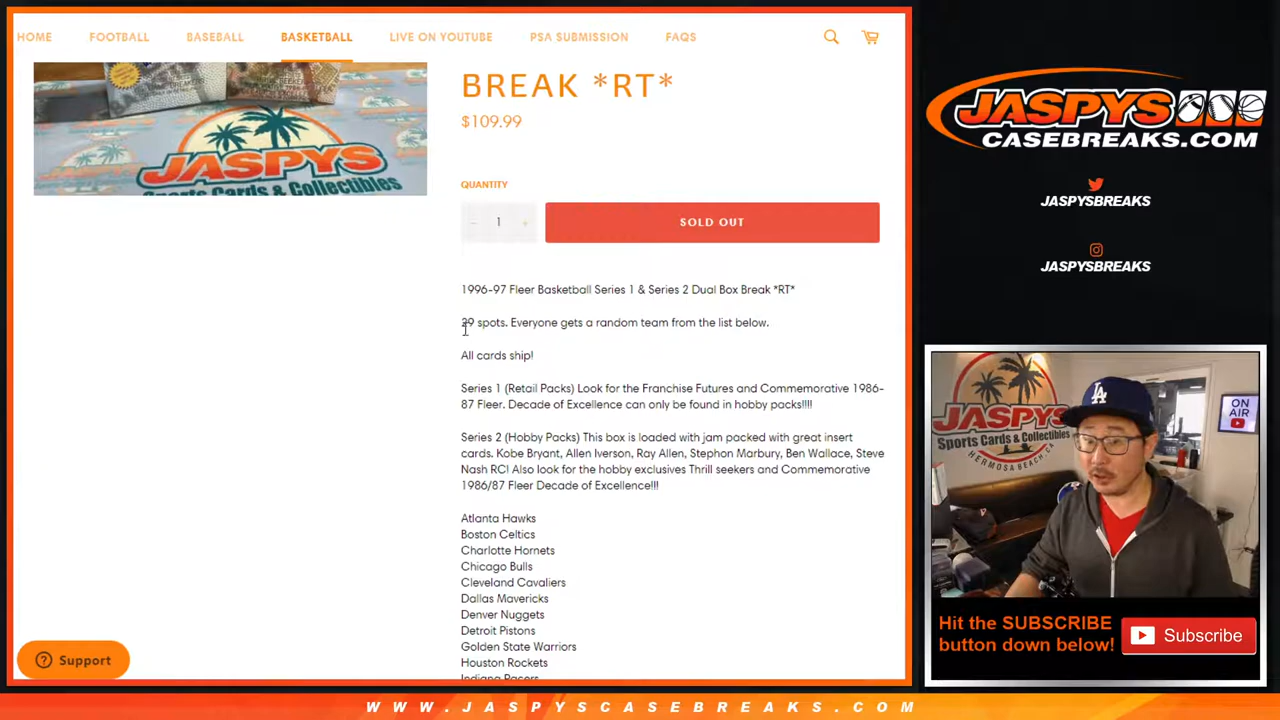 HOME FOOTBALL BASEBALL BASKETBALL LIVE ON YOUTUBE PSA SUBMISSION FAQS
BREAK *RT*
$109.99
JASPYS
Sports Cards & Collectibles
QUANTITY
− 1 +
SOLD OUT
1996-97 Fleer Basketball Series 1 & Series 2 Dual Box Break *RT*
29 spots. Everyone gets a random team from the list below.
All cards ship!
Series 1 (Retail Packs) Look for the Franchise Futures and Commemorative 1986-
87 Fleer. Decade of Excellence can only be found in hobby packs!!!!
Series 2 (Hobby Packs) This box is loaded with jam packed with great insert
cards. Kobe Bryant, Allen Iverson, Ray Allen, Stephon Marbury, Ben Wallace, Steve
Nash RC! Also look for the hobby exclusives Thrill seekers and Commemorative
1986/87 Fleer Decade of Excellence!!!
Atlanta Hawks
Boston Celtics
Charlotte Hornets
Chicago Bulls
Cleveland Cavaliers
Dallas Mavericks
Denver Nuggets
Detroit Pistons
Golden State Warriors
Houston Rockets
Indiana Pacers
Support
JASPYS
CASEBREAKS.COM
JASPYSBREAKS
JASPYSBREAKS
JASPYS
Sports Cards & Collectibles
HERMOSA BEACH, CA
LA
ON
AIR
Hit the SUBSCRIBE
button down below!
Subscribe
WWW.JASPYSCASEBREAKS.COM